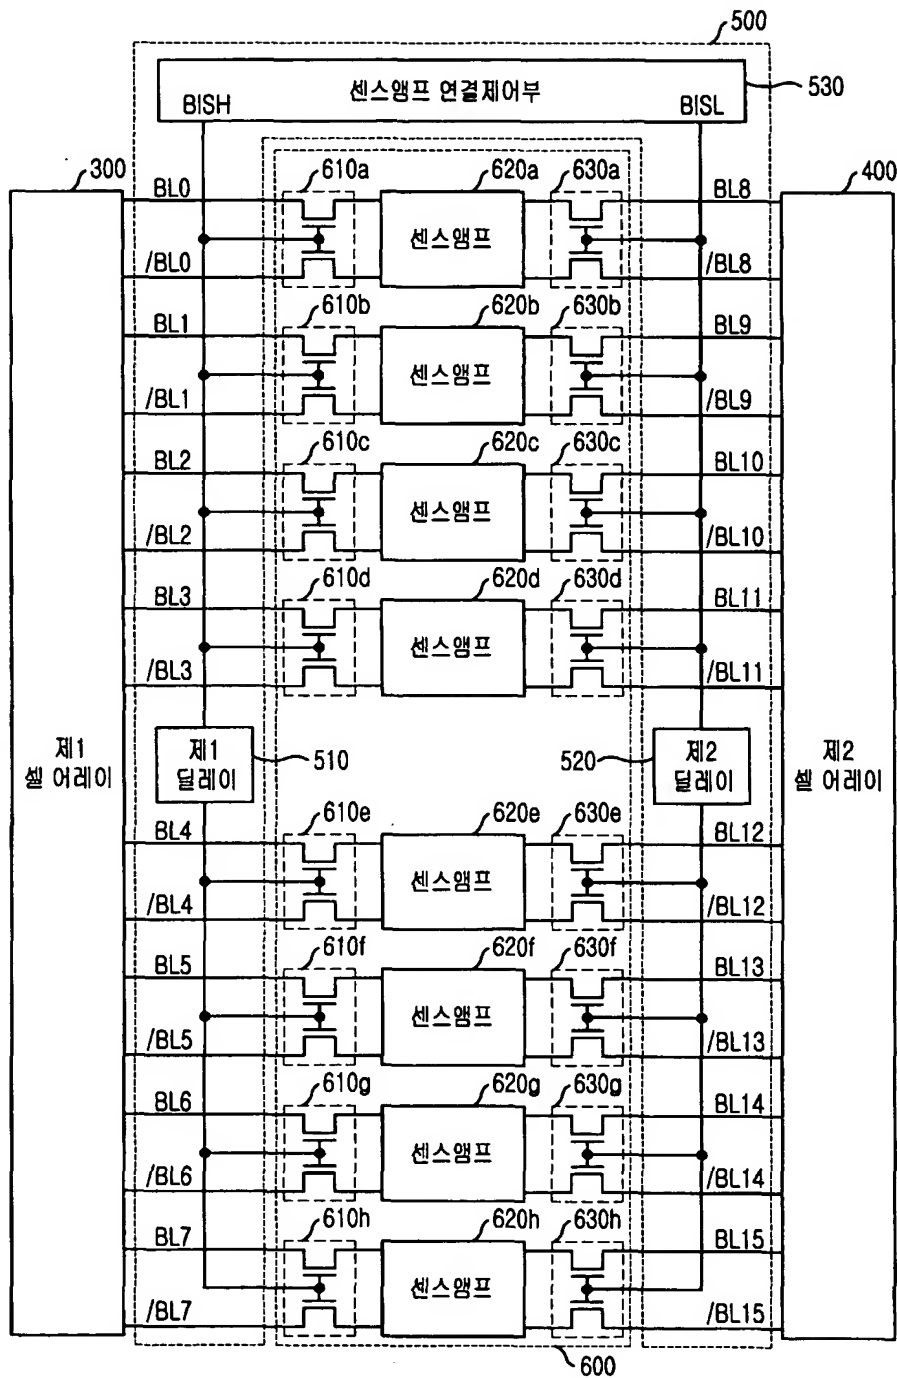 500
센스앰프 연결제어부
530
BISH
BISL
300
610a
620a
630a
400
BL0
BL8
센스앰프
/BL0
/BL8
610b
620b
630b
BL1
BL9
센스앰프
/BL1
/BL9
610c
620c
630c
BL2
BL10
센스앰프
/BL2
/BL10
610d
620d
630d
BL3
BL11
센스앰프
/BL3
/BL11
제1
셀 어레이
제1
딜레이
510
520
제2
딜레이
제2
셀 어레이
610e
620e
630e
BL4
BL12
센스앰프
/BL4
/BL12
610f
620f
630f
BL5
BL13
센스앰프
/BL5
/BL13
610g
620g
630g
BL6
BL14
센스앰프
/BL6
/BL14
610h
620h
630h
BL7
BL15
센스앰프
/BL7
/BL15
600